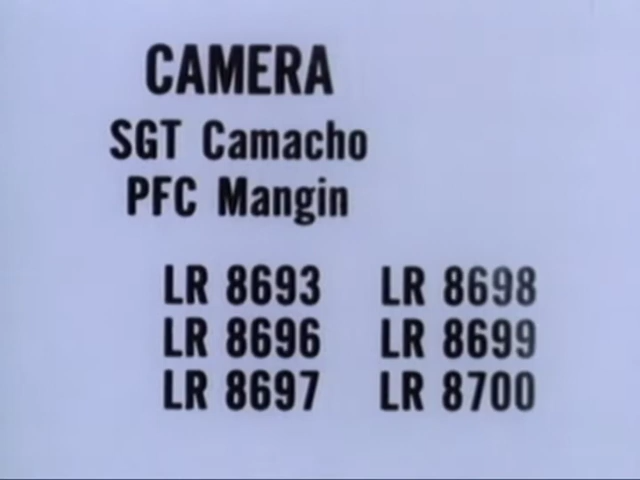 CAMERA
SGT Camacho
PFC Mangin
LR 8693 LR 8698
LR 8696 LR 8699
LR 8697 LR 8700